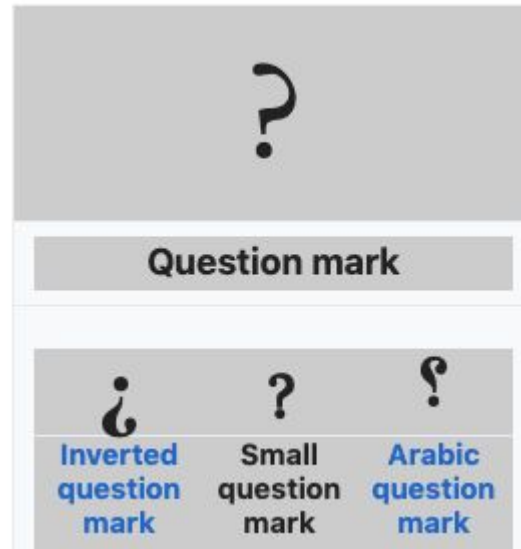 ?
Question mark
¿ ? ؟
Inverted question mark
Small question mark
Arabic question mark